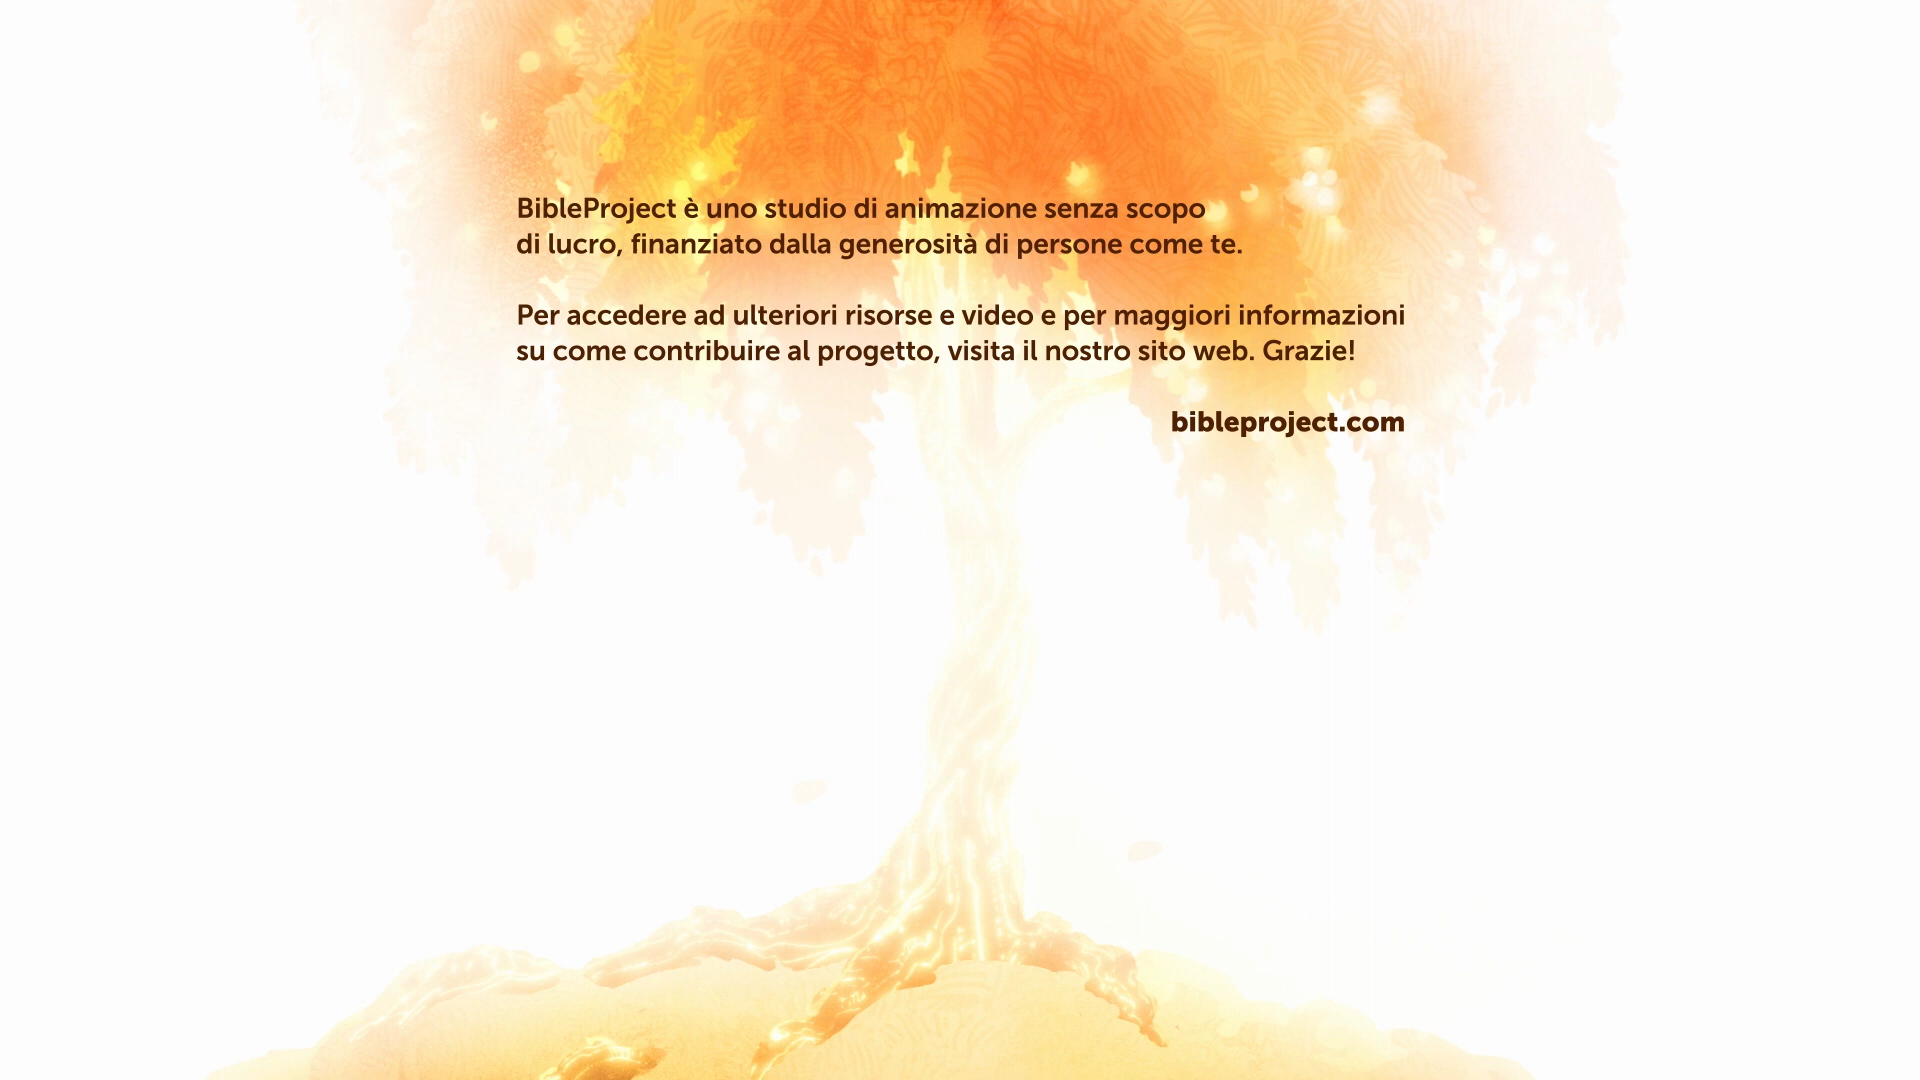 BibleProject è uno studio di animazione senza scopo
di lucro, finanziato dalla generosità di persone come te.
Per accedere ad ulteriori risorse e video e per maggiori informazioni
su come contribuire al progetto, visita il nostro sito web. Grazie!
bibleproject.com